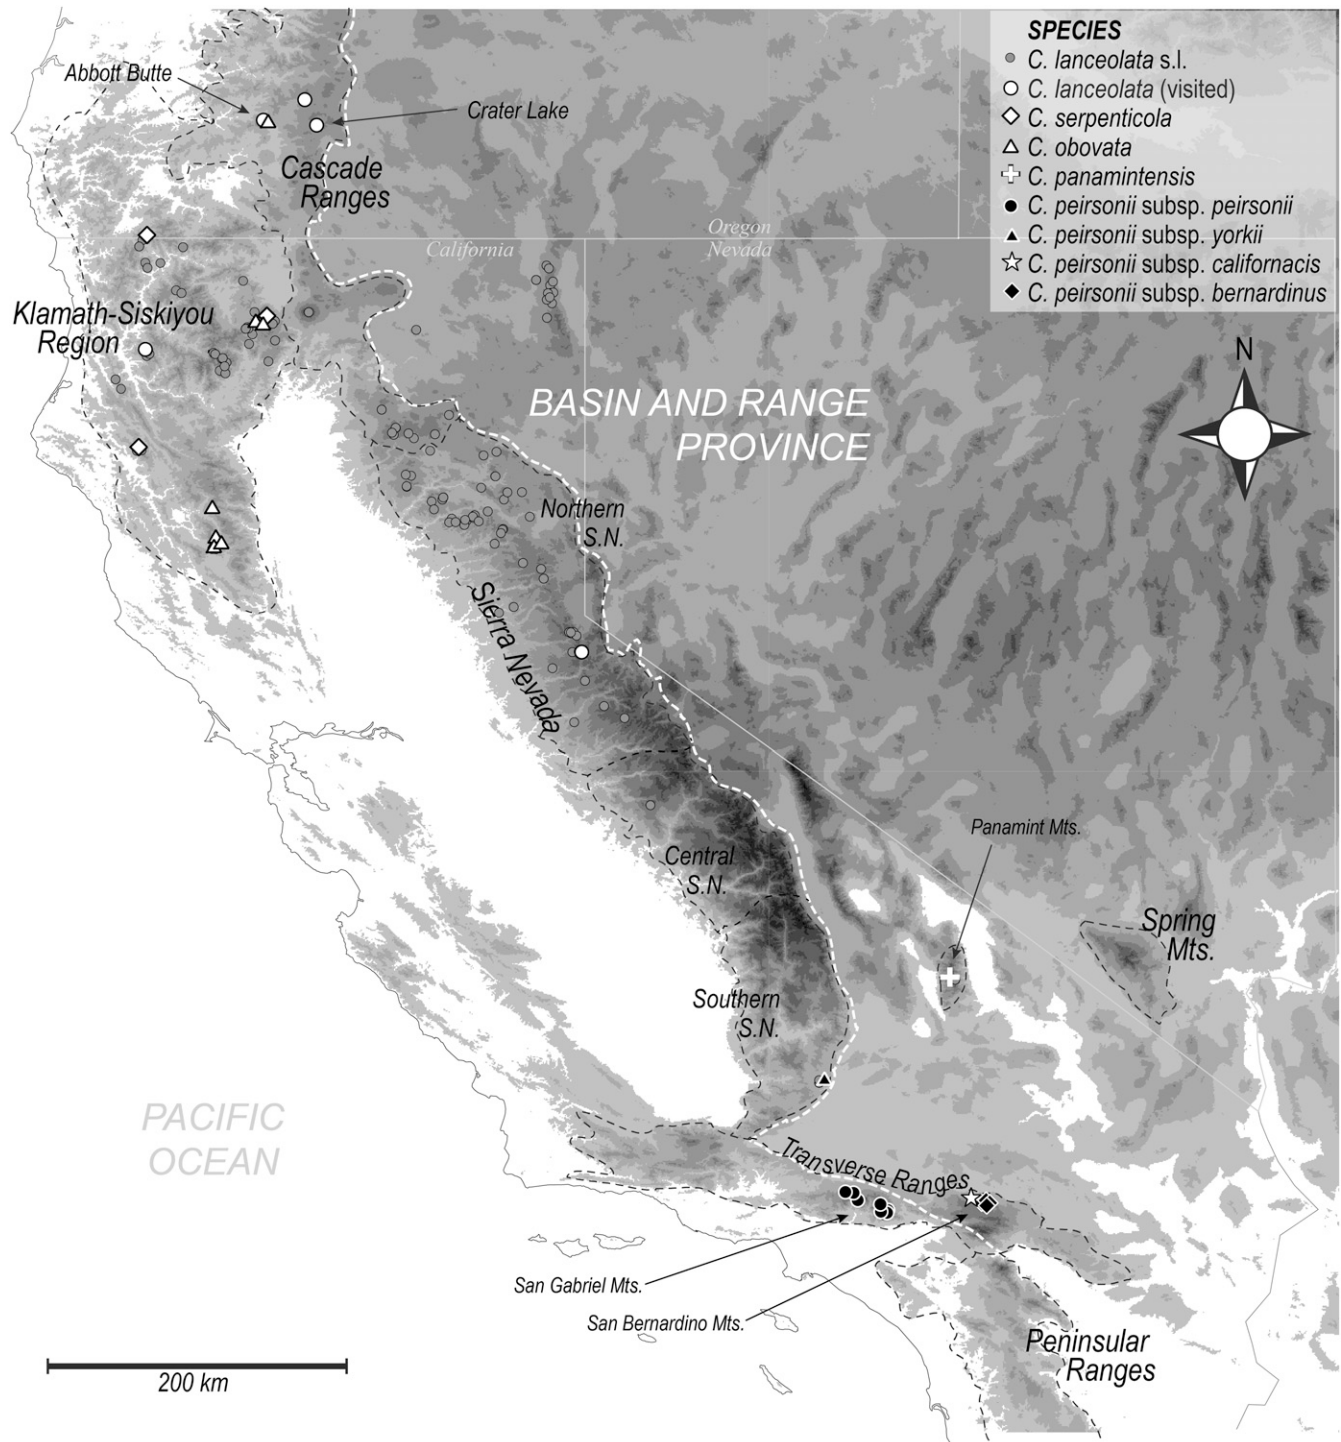 SPECIES
C. lanceolata s.l.
C. lanceolata (visited)
C. serpenticola
C. obovata
C. panamintensis
C. peirsonii subsp. peirsonii
C. peirsonii subsp. yorkii
C. peirsonii subsp. californacis
C. peirsonii subsp. bernardinus
Abbott Butte
Crater Lake
Cascade
Ranges
Oregon
California
Nevada
Klamath-Siskiyou
Region
N
BASIN AND RANGE
PROVINCE
Northern
S.N.
Sierra Nevada
Panamint Mts.
Central
S.N.
Spring
Mts.
Southern
S.N.
PACIFIC
OCEAN
Transverse Ranges
San Gabriel Mts.
San Bernardino Mts.
Peninsular
Ranges
200 km